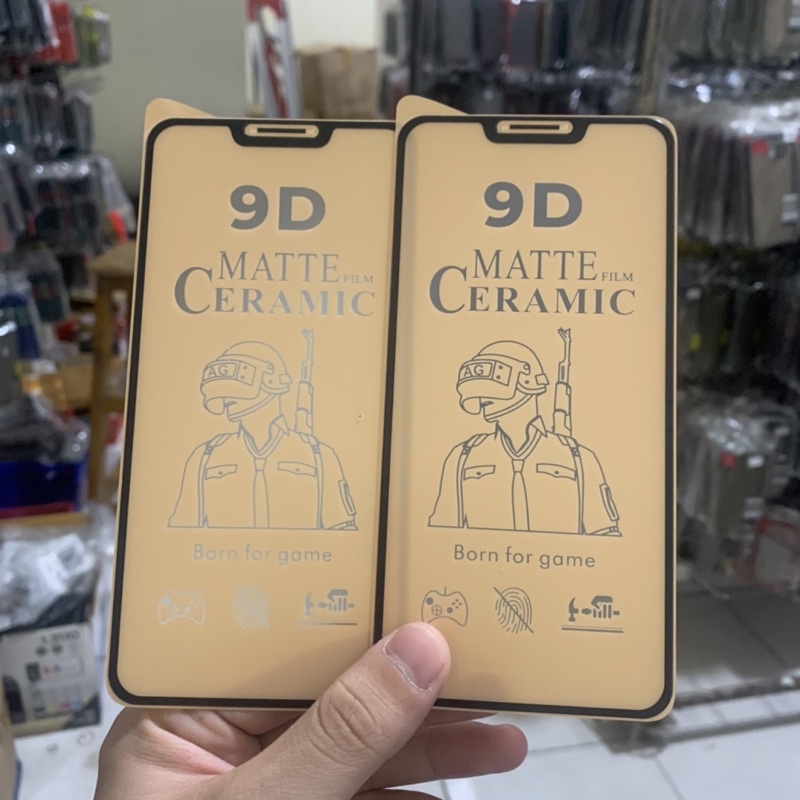 9D
MATTE FILM
CERAMIC
AG
Born for game
9D
MATTE FILM
CERAMIC
AG
Born for game